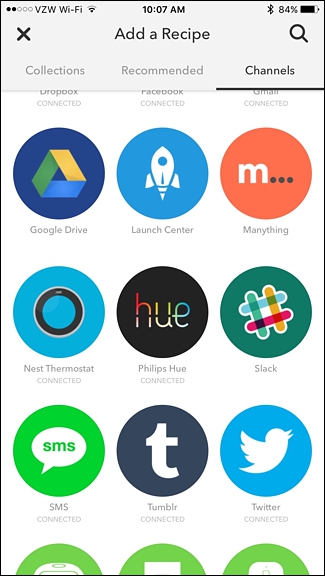 VZW Wi-Fi 10:07 AM 84%
Add a Recipe
Collections Recommended Channels
Dropbox Facebook Gmail
CONNECTED CONNECTED CONNECTED
m...
Google Drive Launch Center Manything
hue
Nest Thermostat Philips Hue Slack
CONNECTED CONNECTED
sms t
SMS Tumblr Twitter
CONNECTED CONNECTED CONNECTED